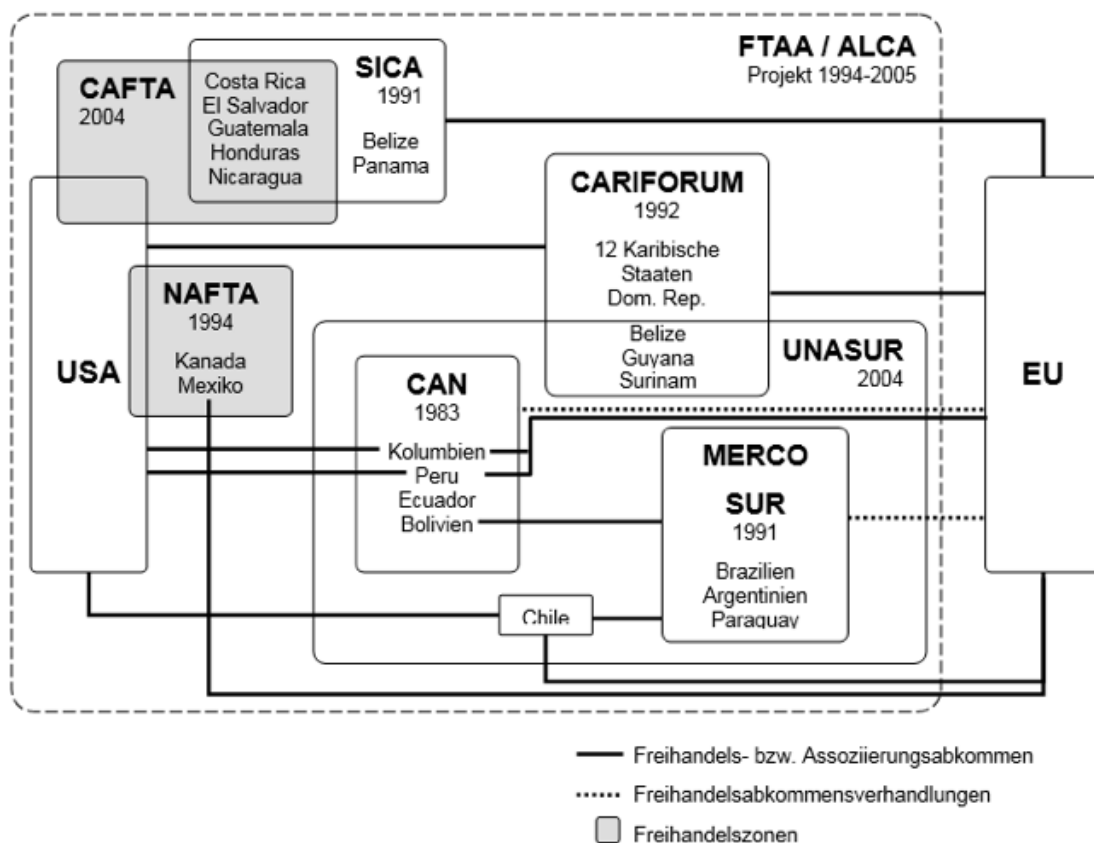 FTAA / ALCA
Projekt 1994-2005
SICA
1991
Belize
Panama
CAFTA
2004
Costa Rica
El Salvador
Guatemala
Honduras
Nicaragua
CARIFORUM
1992
12 Karibische
Staaten
Dom. Rep.
Belize
Guyana
Surinam
USA
NAFTA
1994
Kanada
Mexiko
UNASUR
2004
EU
CAN
1983
Kolumbien
Peru
Ecuador
Bolivien
MERCO
SUR
1991
Brazilien
Argentinien
Paraguay
Chile
Freihandels- bzw. Assoziierungsabkommen
Freihandelsabkommensverhandlungen
Freihandelszonen